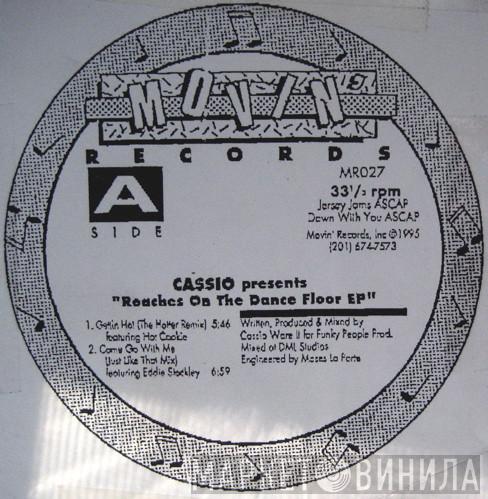 MOVIN
RECORDS
A
SIDE
MR027
33⅓ rpm
Jersey Jams ASCAP
Down With You ASCAP
Movin' Records, Inc ©1995
(201) 674-7573
CASSIO presents
"Roaches On The Dance Floor EP"
1. Gettin Hot (The Hotter Remix) 5:46
featuring Hot Cookie
2. Come Go With Me
(Just Like That Mix)
featuring Eddie Stockley 6:59
Written, Produced & Mixed by
Cassio Ware II for Funky People Prod.
Mixed at DML Studios
Engineered by Moses La Porte
МАРКЕТ ВИНИЛА